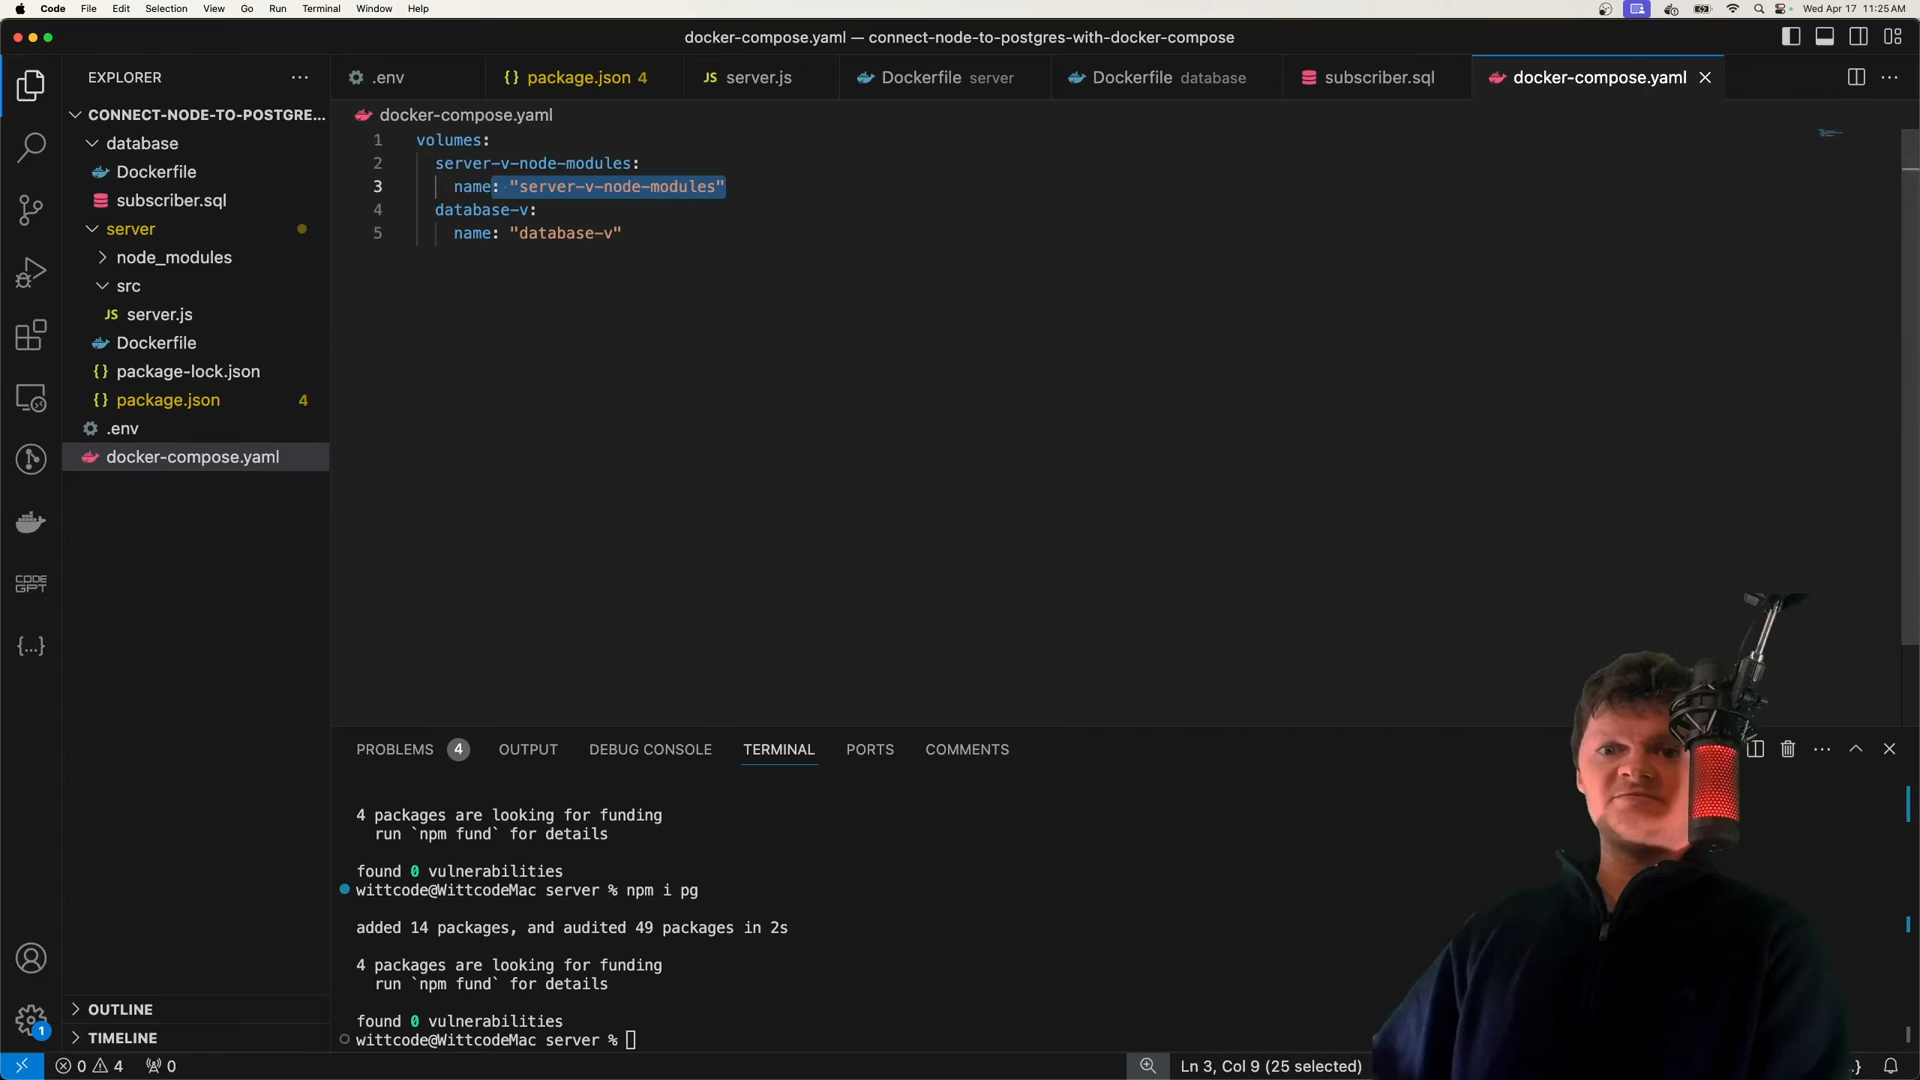 Code File Edit Selection View Go Run Terminal Window Help Wed Apr 17 11:25 AM
docker-compose.yaml — connect-node-to-postgres-with-docker-compose
EXPLORER
.env package.json 4 JS server.js Dockerfile server Dockerfile database subscriber.sql docker-compose.yaml
CONNECT-NODE-TO-POSTGRE...
database
Dockerfile
subscriber.sql
server
node_modules
src
JS server.js
Dockerfile
package-lock.json
package.json 4
.env
docker-compose.yaml
OUTLINE
TIMELINE
docker-compose.yaml
1 volumes:
2 server-v-node-modules:
3 name: "server-v-node-modules"
4 database-v:
5 name: "database-v"
PROBLEMS 4 OUTPUT DEBUG CONSOLE TERMINAL PORTS COMMENTS
4 packages are looking for funding
run `npm fund` for details
found 0 vulnerabilities
wittcode@WittcodeMac server % npm i pg
added 14 packages, and audited 49 packages in 2s
4 packages are looking for funding
run `npm fund` for details
found 0 vulnerabilities
wittcode@WittcodeMac server %
CODE
GPT
{...}
1
0 4 0 Ln 3, Col 9 (25 selected)